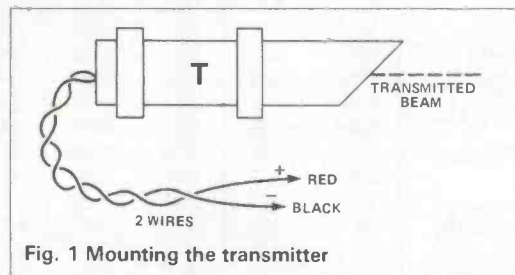 T
TRANSMITTED
BEAM
+ RED
− BLACK
2 WIRES
Fig. 1 Mounting the transmitter